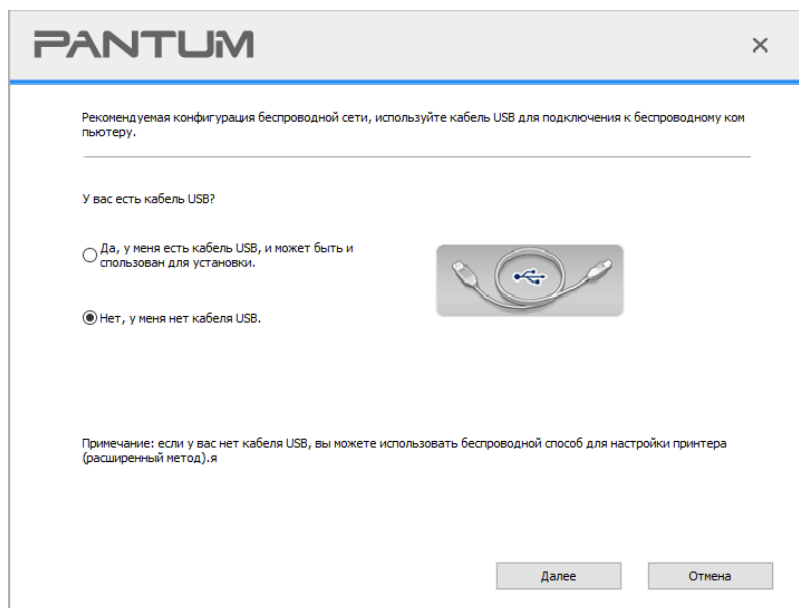 PANTUM
Рекомендуемая конфигурация беспроводной сети, используйте кабель USB для подключения к беспроводному ком
пьютеру.
У вас есть кабель USB?
Да, у меня есть кабель USB, и может быть и
спользован для установки.
Нет, у меня нет кабеля USB.
Примечание: если у вас нет кабеля USB, вы можете использовать беспроводной способ для настройки принтера
(расширенный метод).я
Далее
Отмена